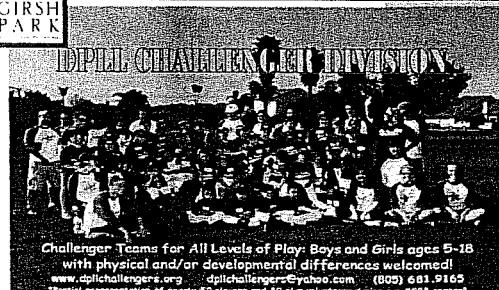 GIRSH
PARK
DPLL CHALLENGER DIVISION
Challenger Teams for All Levels of Play: Boys and Girls ages 5-18
with physical and/or developmental differences welcomed!
www.dpllchallengers.org dpllchallengers@yahoo.com (805) 681.9165